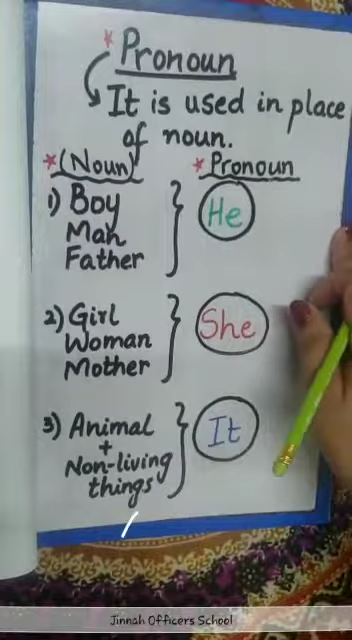 * Pronoun
It is used in place
of noun.
* (Noun) * Pronoun
1) Boy
Man
Father
He
2) Girl
Woman
Mother
She
3) Animal
+
Non-living
things
It
Jinnah Officers School